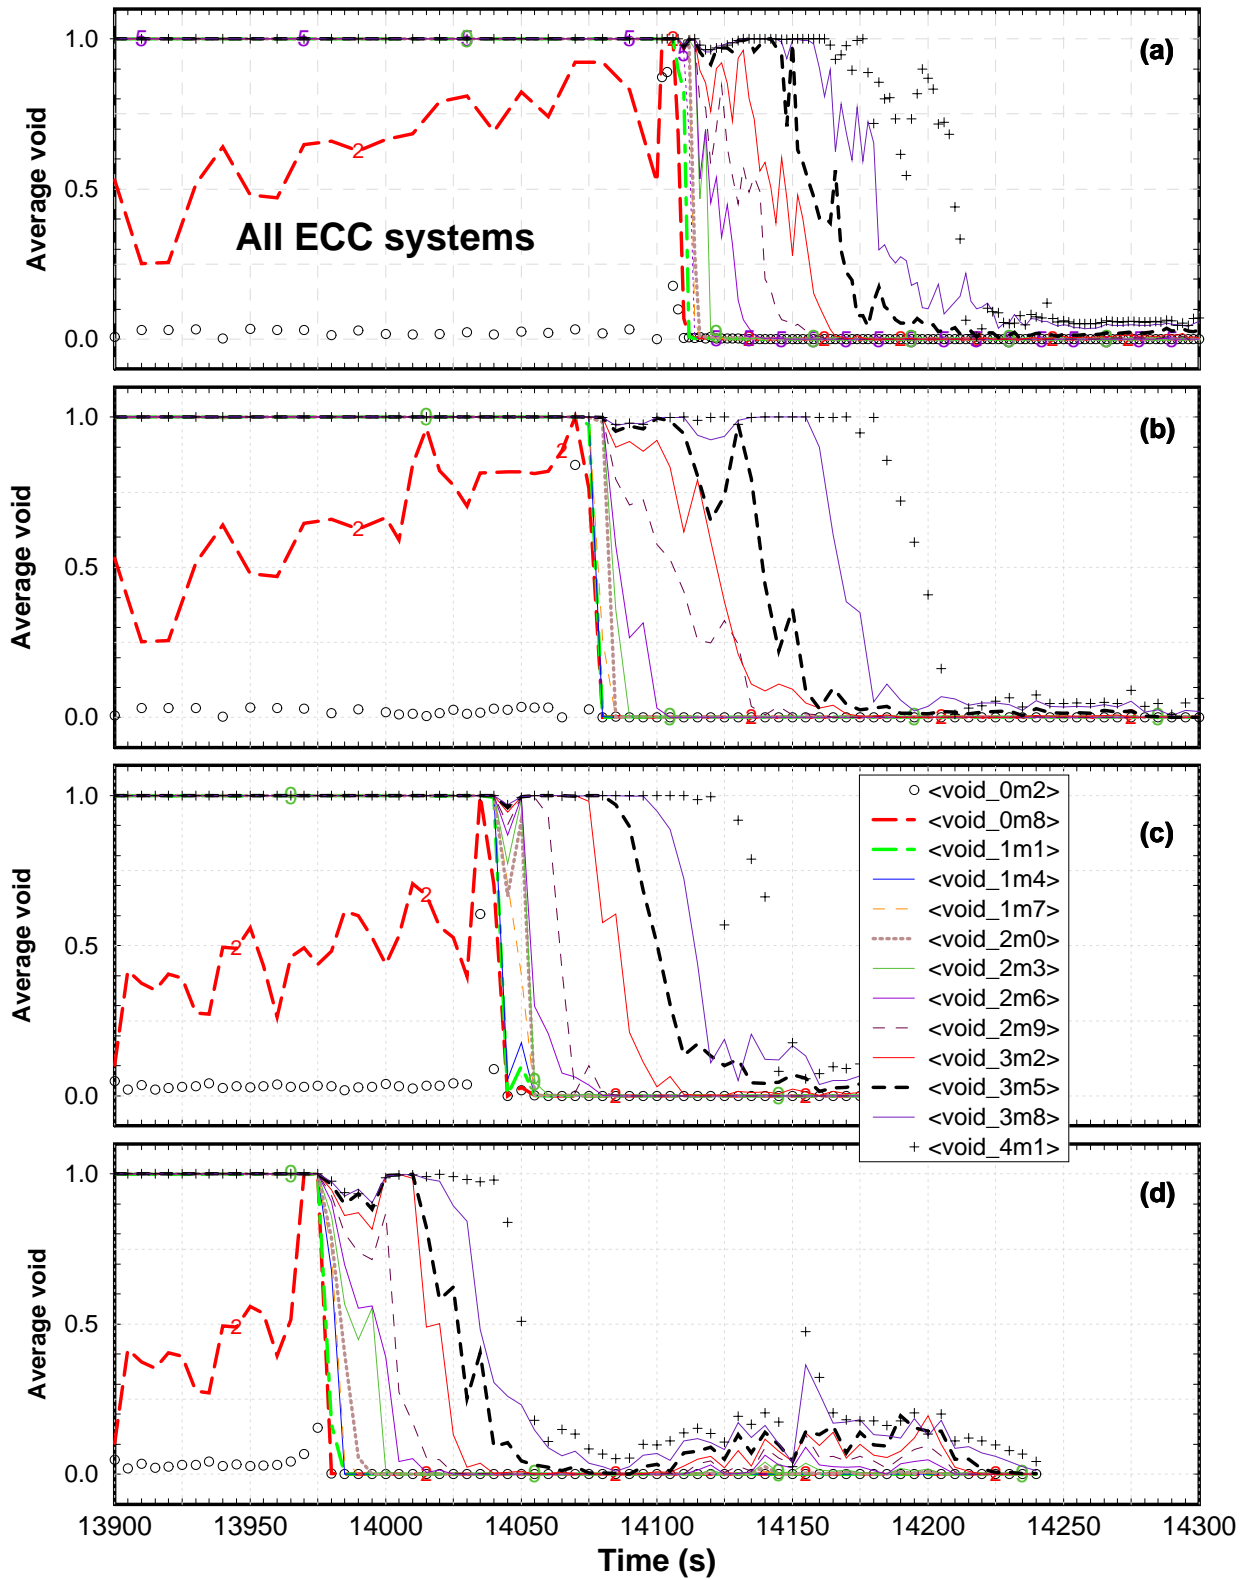 1.0
0.5
0.0
Average void
(a)
All ECC systems
1.0
0.5
0.0
Average void
(b)
1.0
0.5
0.0
Average void
(c)
<void_0m2>
<void_0m8>
<void_1m1>
<void_1m4>
<void_1m7>
<void_2m0>
<void_2m3>
<void_2m6>
<void_2m9>
<void_3m2>
<void_3m5>
<void_3m8>
<void_4m1>
1.0
0.5
0.0
Average void
(d)
13900 13950 14000 14050 14100 14150 14200 14250 14300
Time (s)